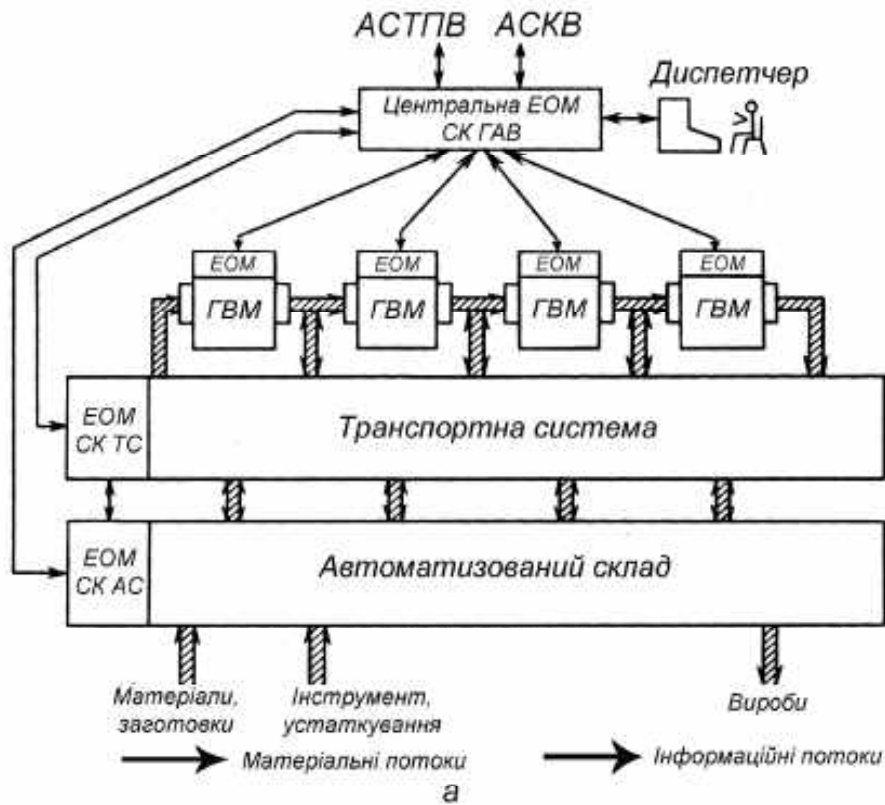 АСТПВ АСКВ
Диспетчер
Центральна ЕОМ
СК ГАВ
ЕОМ ЕОМ ЕОМ ЕОМ
ГВМ ГВМ ГВМ ГВМ
ЕОМ
СК ТС
Транспортна система
ЕОМ
СК АС
Автоматизований склад
Матеріали,
заготовки
Інструмент,
устаткування
Вироби
Матеріальні потоки
Інформаційні потоки
а